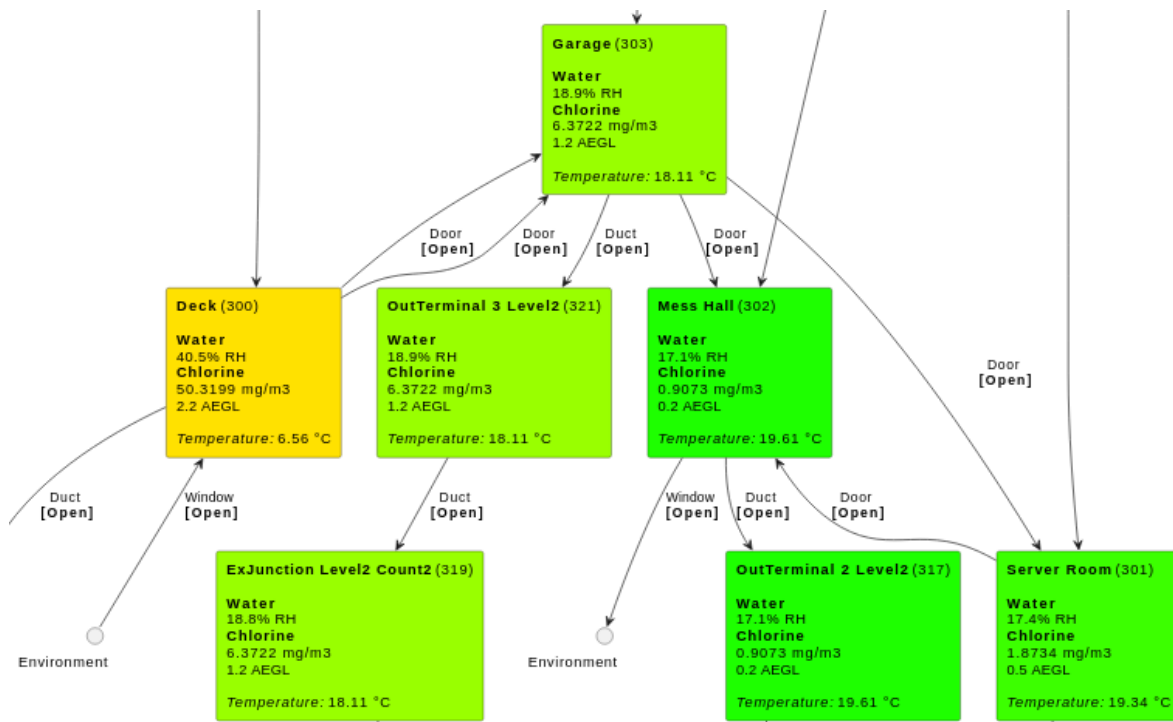 Garage (303)
Water
18.9% RH
Chlorine
6.3722 mg/m3
1.2 AEGL
Temperature: 18.11 °C
Door
[Open]
Door
[Open]
Duct
[Open]
Door
[Open]
Deck (300)
Water
40.5% RH
Chlorine
50.3199 mg/m3
2.2 AEGL
Temperature: 6.56 °C
OutTerminal 3 Level2 (321)
Water
18.9% RH
Chlorine
6.3722 mg/m3
1.2 AEGL
Temperature: 18.11 °C
Mess Hall (302)
Water
17.1% RH
Chlorine
0.9073 mg/m3
0.2 AEGL
Temperature: 19.61 °C
Door
[Open]
Duct
[Open]
Window
[Open]
Duct
[Open]
Window
[Open]
Duct
[Open]
Door
[Open]
Environment
ExJunction Level2 Count2 (319)
Water
18.8% RH
Chlorine
6.3722 mg/m3
1.2 AEGL
Temperature: 18.11 °C
Environment
OutTerminal 2 Level2 (317)
Water
17.1% RH
Chlorine
0.9073 mg/m3
0.2 AEGL
Temperature: 19.61 °C
Server Room (301)
Water
17.4% RH
Chlorine
1.8734 mg/m3
0.5 AEGL
Temperature: 19.34 °C